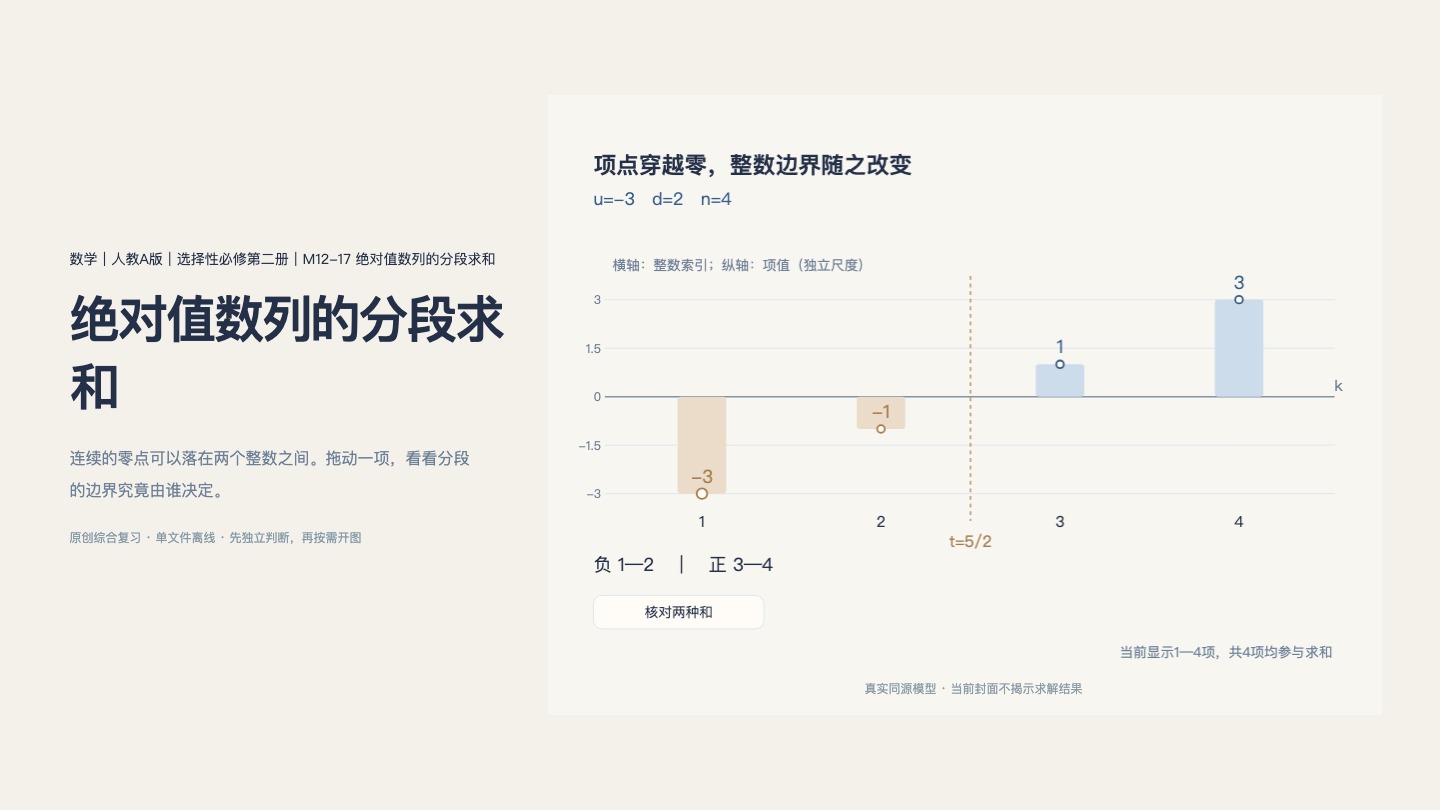 数学｜人教A版｜选择性必修第二册｜M12–17 绝对值数列的分段求和
绝对值数列的分段求
和
连续的零点可以落在两个整数之间。拖动一项，看看分段
的边界究竟由谁决定。
原创综合复习 · 单文件离线 · 先独立判断，再按需开图
项点穿越零，整数边界随之改变
u=−3 d=2 n=4
横轴：整数索引；纵轴：项值（独立尺度）
3
1.5
0
−1.5
−3
−3
−1
1
3
k
1
2
3
4
t=5/2
负 1—2 ｜ 正 3—4
核对两种和
当前显示1—4项，共4项均参与求和
真实同源模型 · 当前封面不揭示求解结果